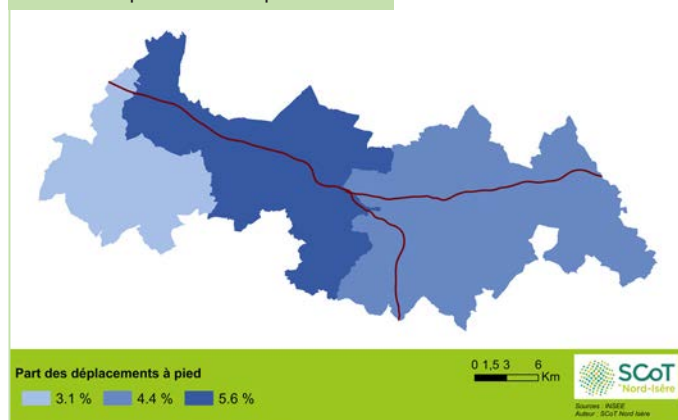 Part des déplacements à pied
3.1 % 4.4 % 5.6 %
0 1,5 3 6
Km
SCoT
Nord-Isère
Sources : INSEE
Auteur : SCoT Nord Isère